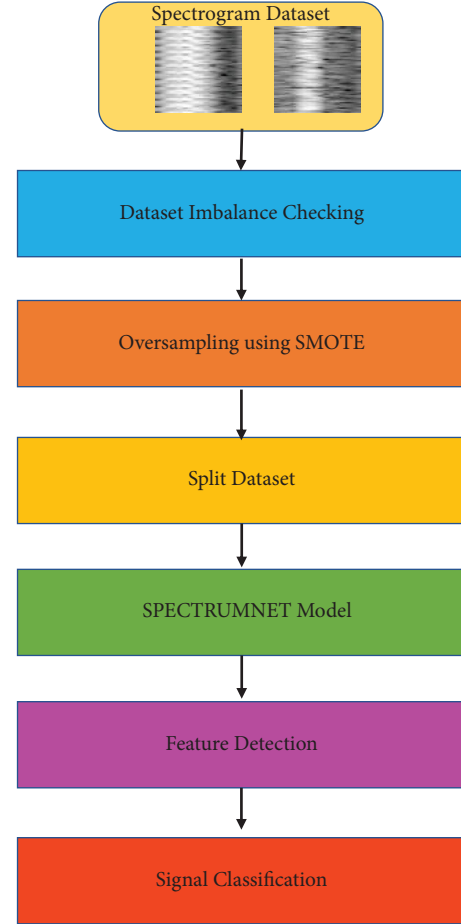 Spectrogram Dataset
Dataset Imbalance Checking
Oversampling using SMOTE
Split Dataset
SPECTRUMNET Model
Feature Detection
Signal Classification